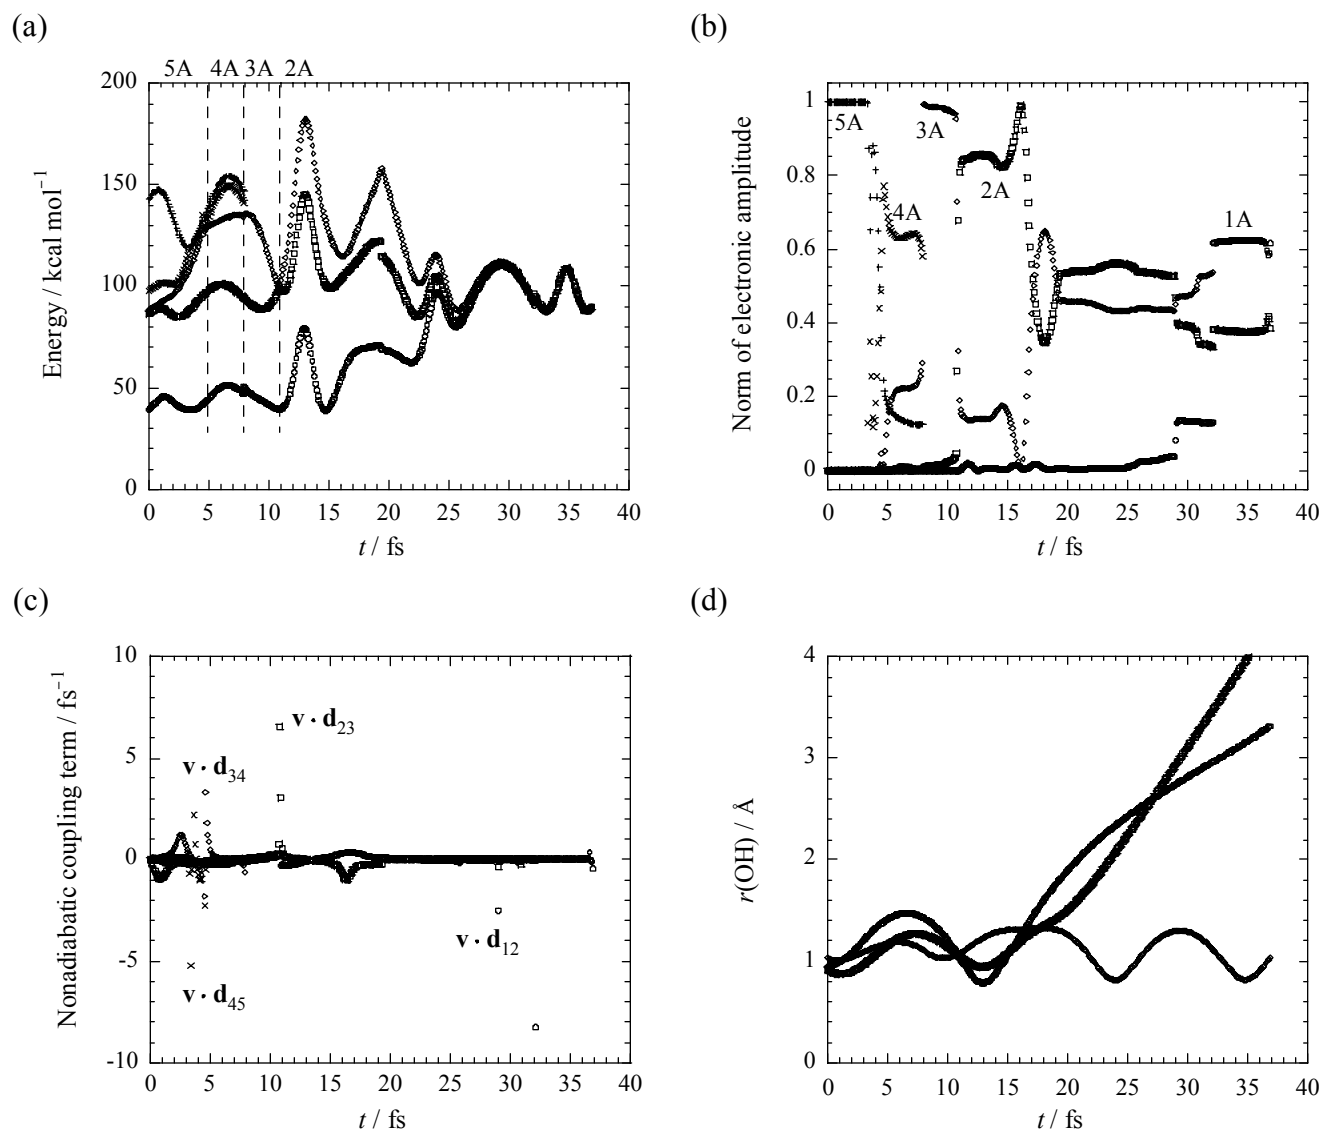 (a)
5A 4A 3A 2A
200
150
100
50
0
0 5 10 15 20 25 30 35 40
Energy / kcal mol⁻¹
t / fs
(b)
1
0.8
0.6
0.4
0.2
0
5A
3A
4A
2A
1A
0 5 10 15 20 25 30 35 40
Norm of electronic amplitude
t / fs
(c)
10
5
0
-5
-10
v · d₂₃
v · d₃₄
v · d₁₂
v · d₄₅
0 5 10 15 20 25 30 35 40
Nonadiabatic coupling term / fs⁻¹
t / fs
(d)
4
3
2
1
0
0 5 10 15 20 25 30 35 40
r(OH) / Å
t / fs